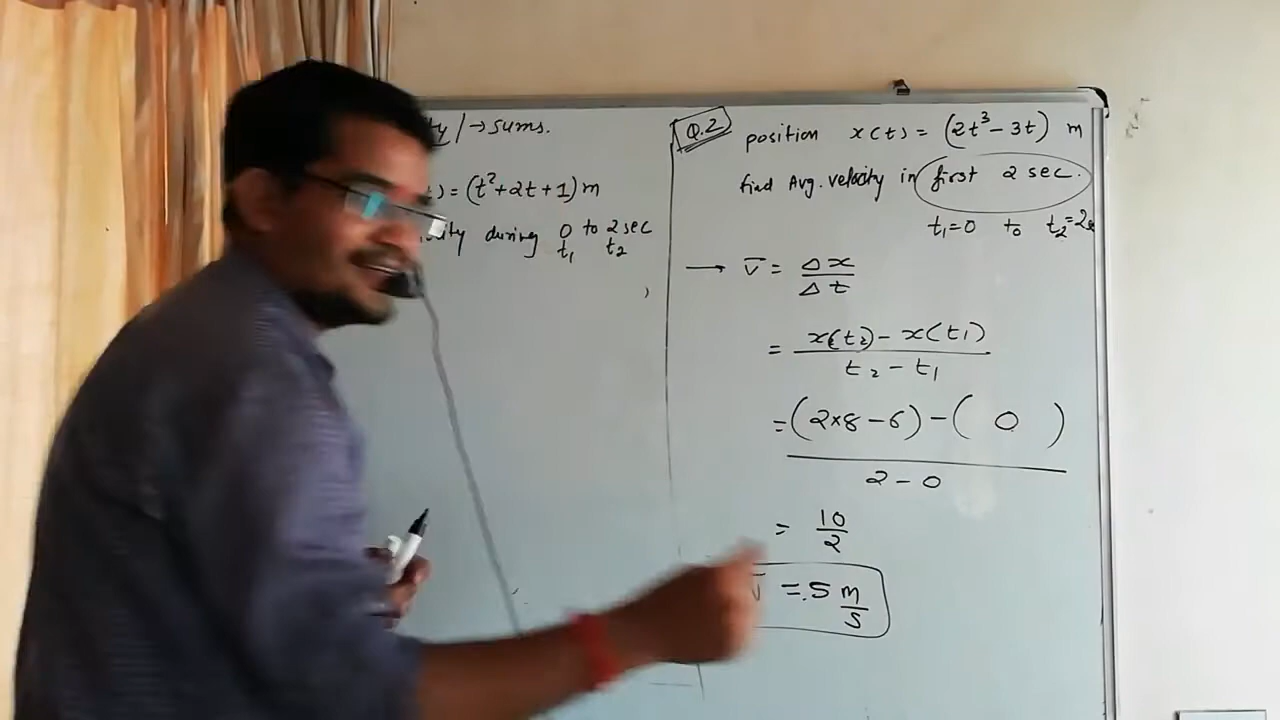 → sums.
) = (t²+2t+1) m
during 0 to 2 sec
t₁ t₂
Q.2 position x(t) = (2t³ - 3t) m
find Avg. velocity in first 2 sec.
t₁=0 to t₂=2s
→ v̅ = Δx / Δt
= x(t₂) - x(t₁) / t₂ - t₁
= (2×8 - 6) - ( 0 ) / 2 - 0
= 10 / 2
= 5 m/s